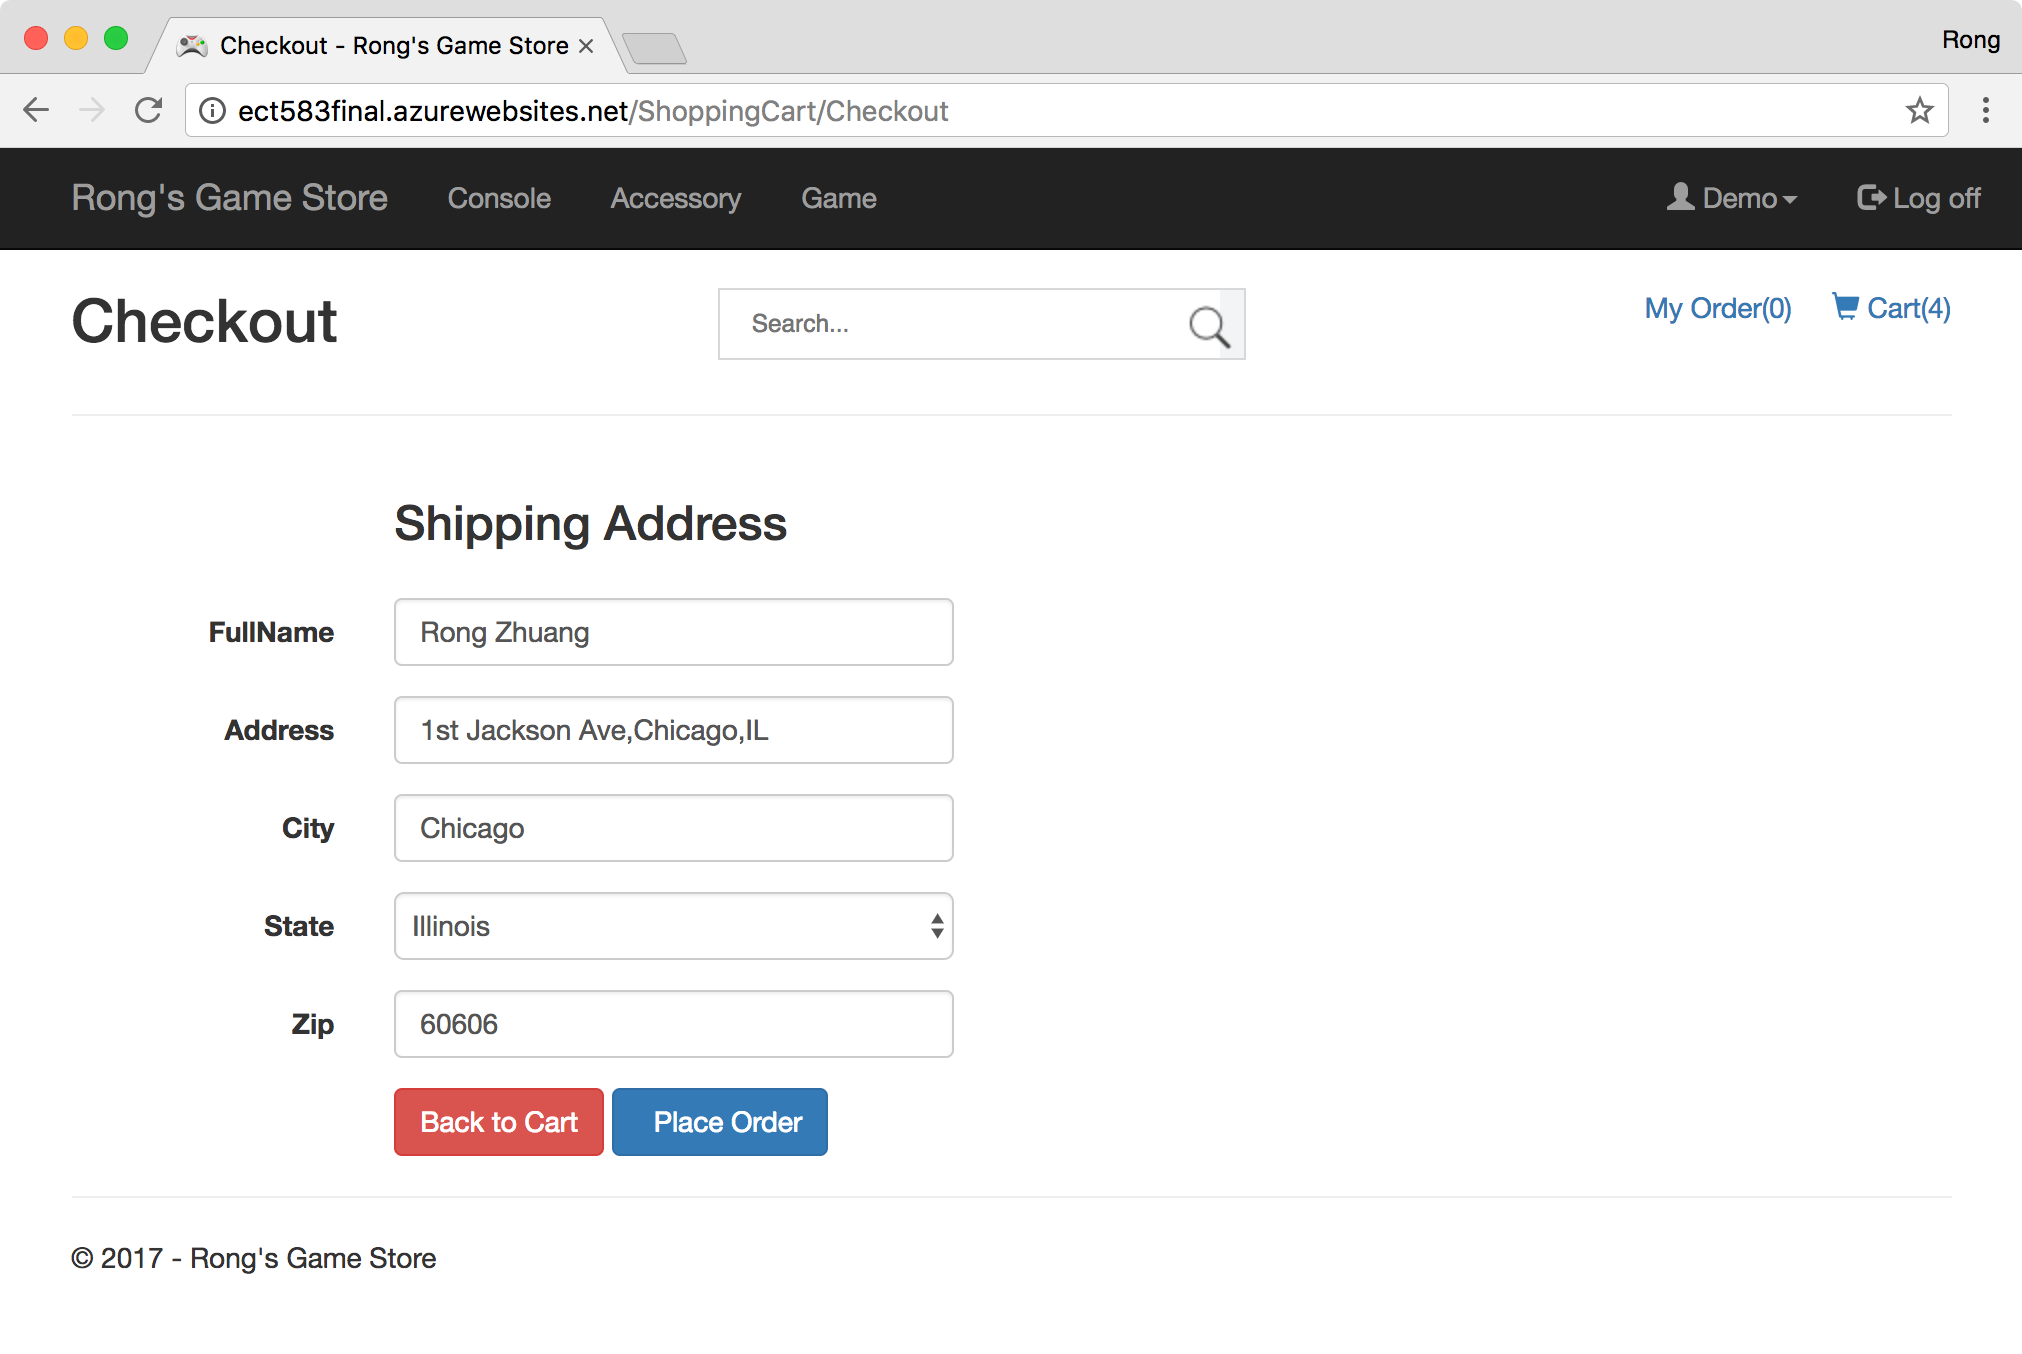 Checkout - Rong's Game Store
Rong
ect583final.azurewebsites.net/ShoppingCart/Checkout
Rong's Game Store Console Accessory Game Demo Log off
Checkout Search... My Order(0) Cart(4)
Shipping Address
FullName Rong Zhuang
Address 1st Jackson Ave,Chicago,IL
City Chicago
State Illinois
Zip 60606
Back to Cart Place Order
© 2017 - Rong's Game Store